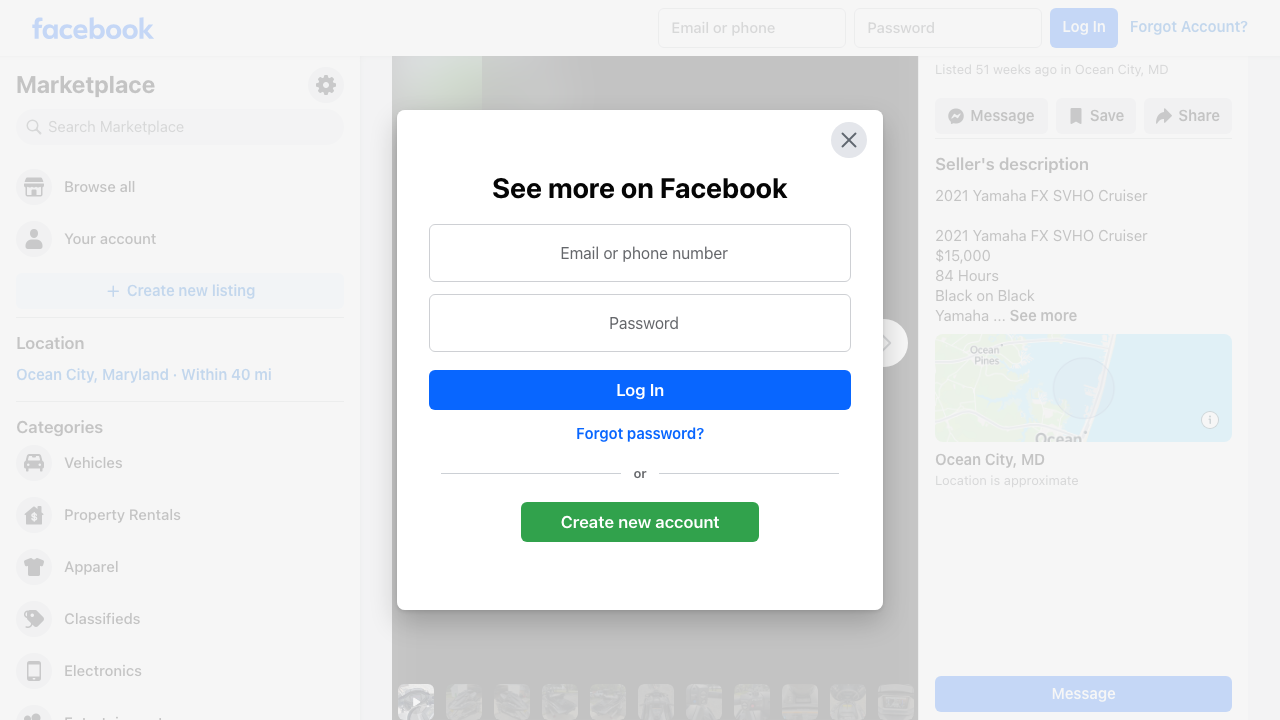 facebook
Email or phone
Password
Log In
Forgot Account?
Marketplace
Search Marketplace
Browse all
Your account
Create new listing
Location
Ocean City, Maryland · Within 40 mi
Categories
Vehicles
Property Rentals
Apparel
Classifieds
Electronics
See more on Facebook
Email or phone number
Password
Log In
Forgot password?
or
Create new account
Listed 51 weeks ago in Ocean City, MD
Message
Save
Share
Seller's description
2021 Yamaha FX SVHO Cruiser
2021 Yamaha FX SVHO Cruiser
$15,000
84 Hours
Black on Black
Yamaha ... See more
Ocean
Pines
Ocean
Ocean City, MD
Location is approximate
Message